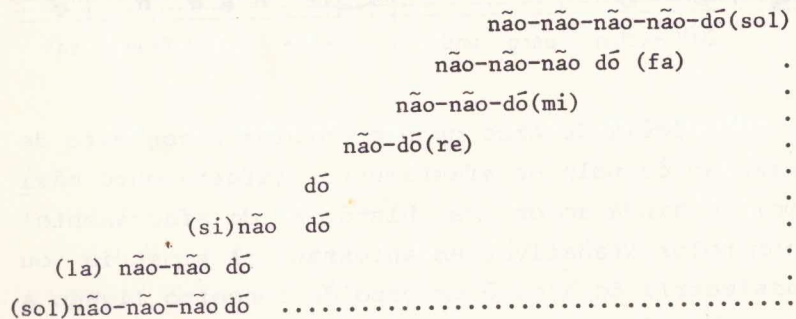 não-não-não-não-dó(sol)
não-não-não dó (fa)
não-não-dó(mi)
não-dó(re)
dó
(si)não dó
(la) não-não dó
(sol)não-não-não dó ........................................